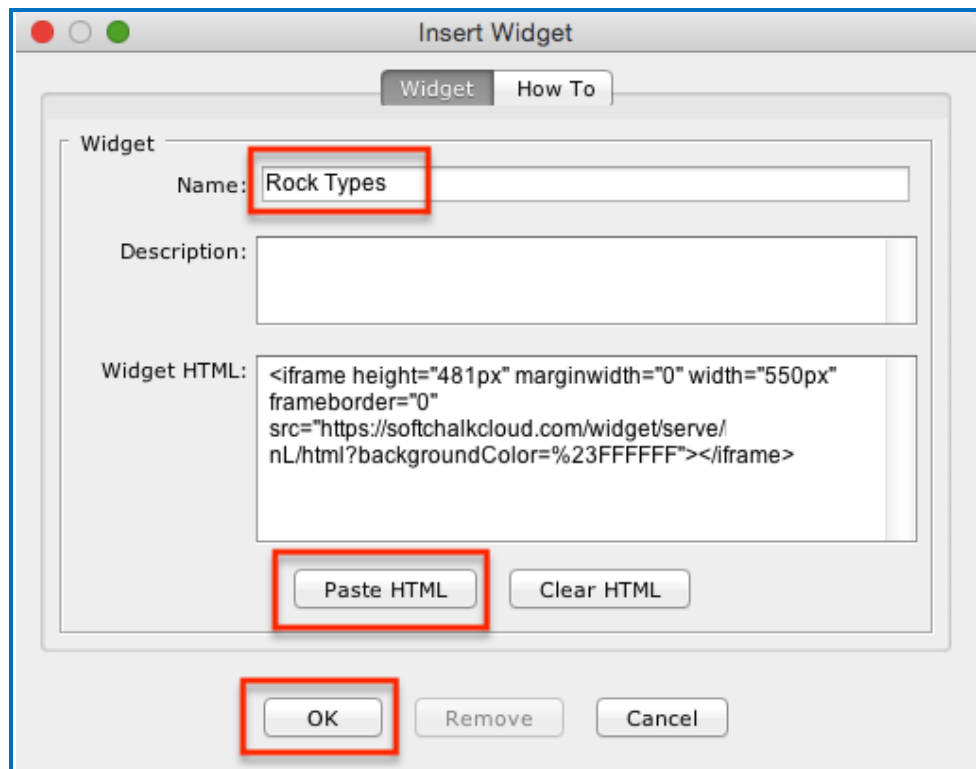 Insert Widget
Widget How To
Widget
Name: Rock Types
Description:
Widget HTML: <iframe height="481px" marginwidth="0" width="550px"
frameborder="0"
src="https://softchalkcloud.com/widget/serve/
nL/html?backgroundColor=%23FFFFFF"></iframe>
Paste HTML Clear HTML
OK Remove Cancel